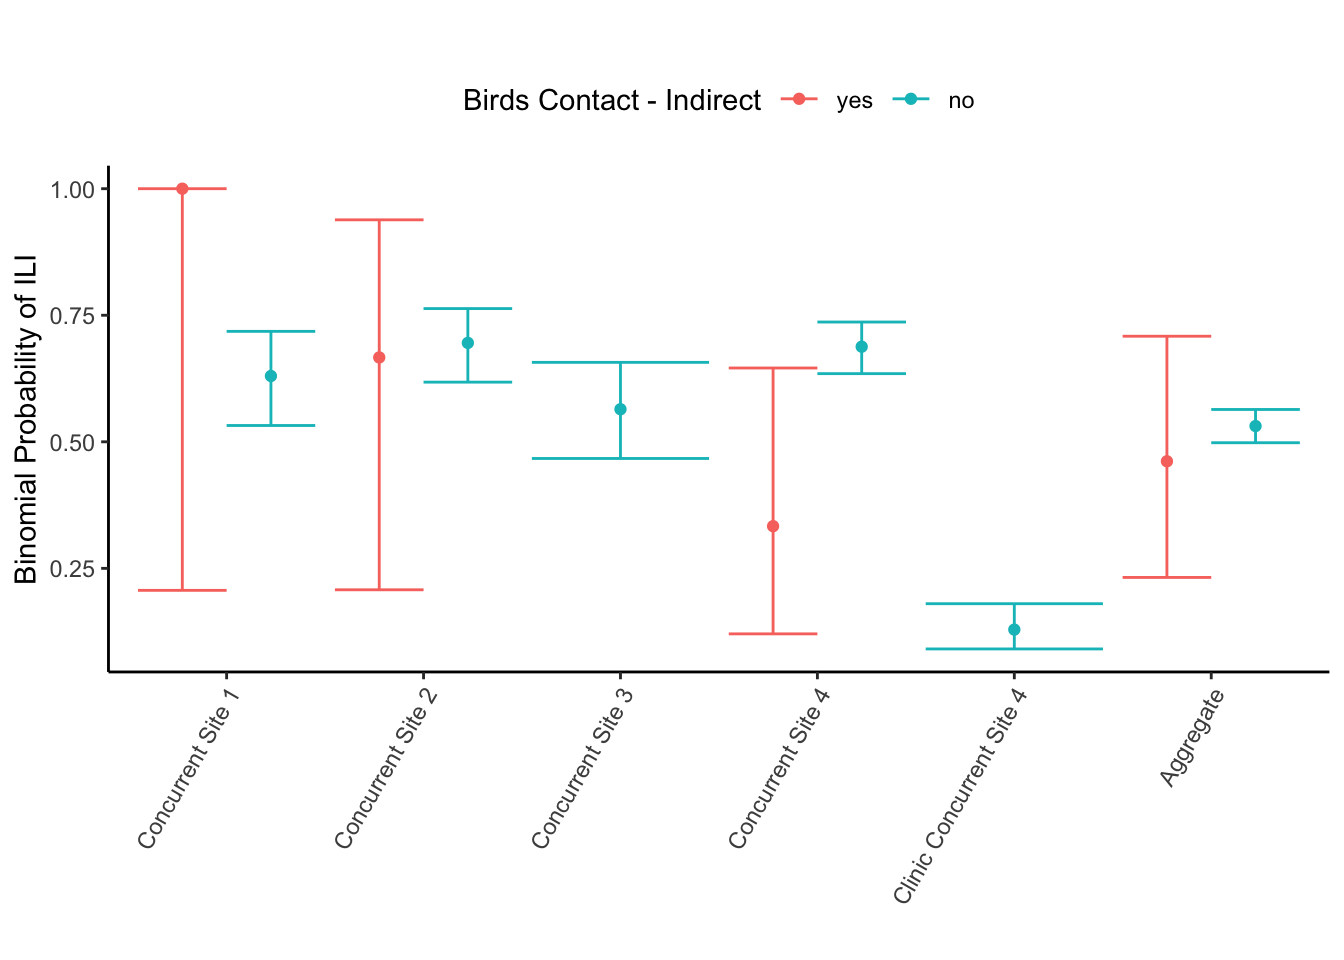 Birds Contact - Indirect yes no
Binomial Probability of ILI
1.00
0.75
0.50
0.25
Concurrent Site 1
Concurrent Site 2
Concurrent Site 3
Concurrent Site 4
Clinic Concurrent Site 4
Aggregate